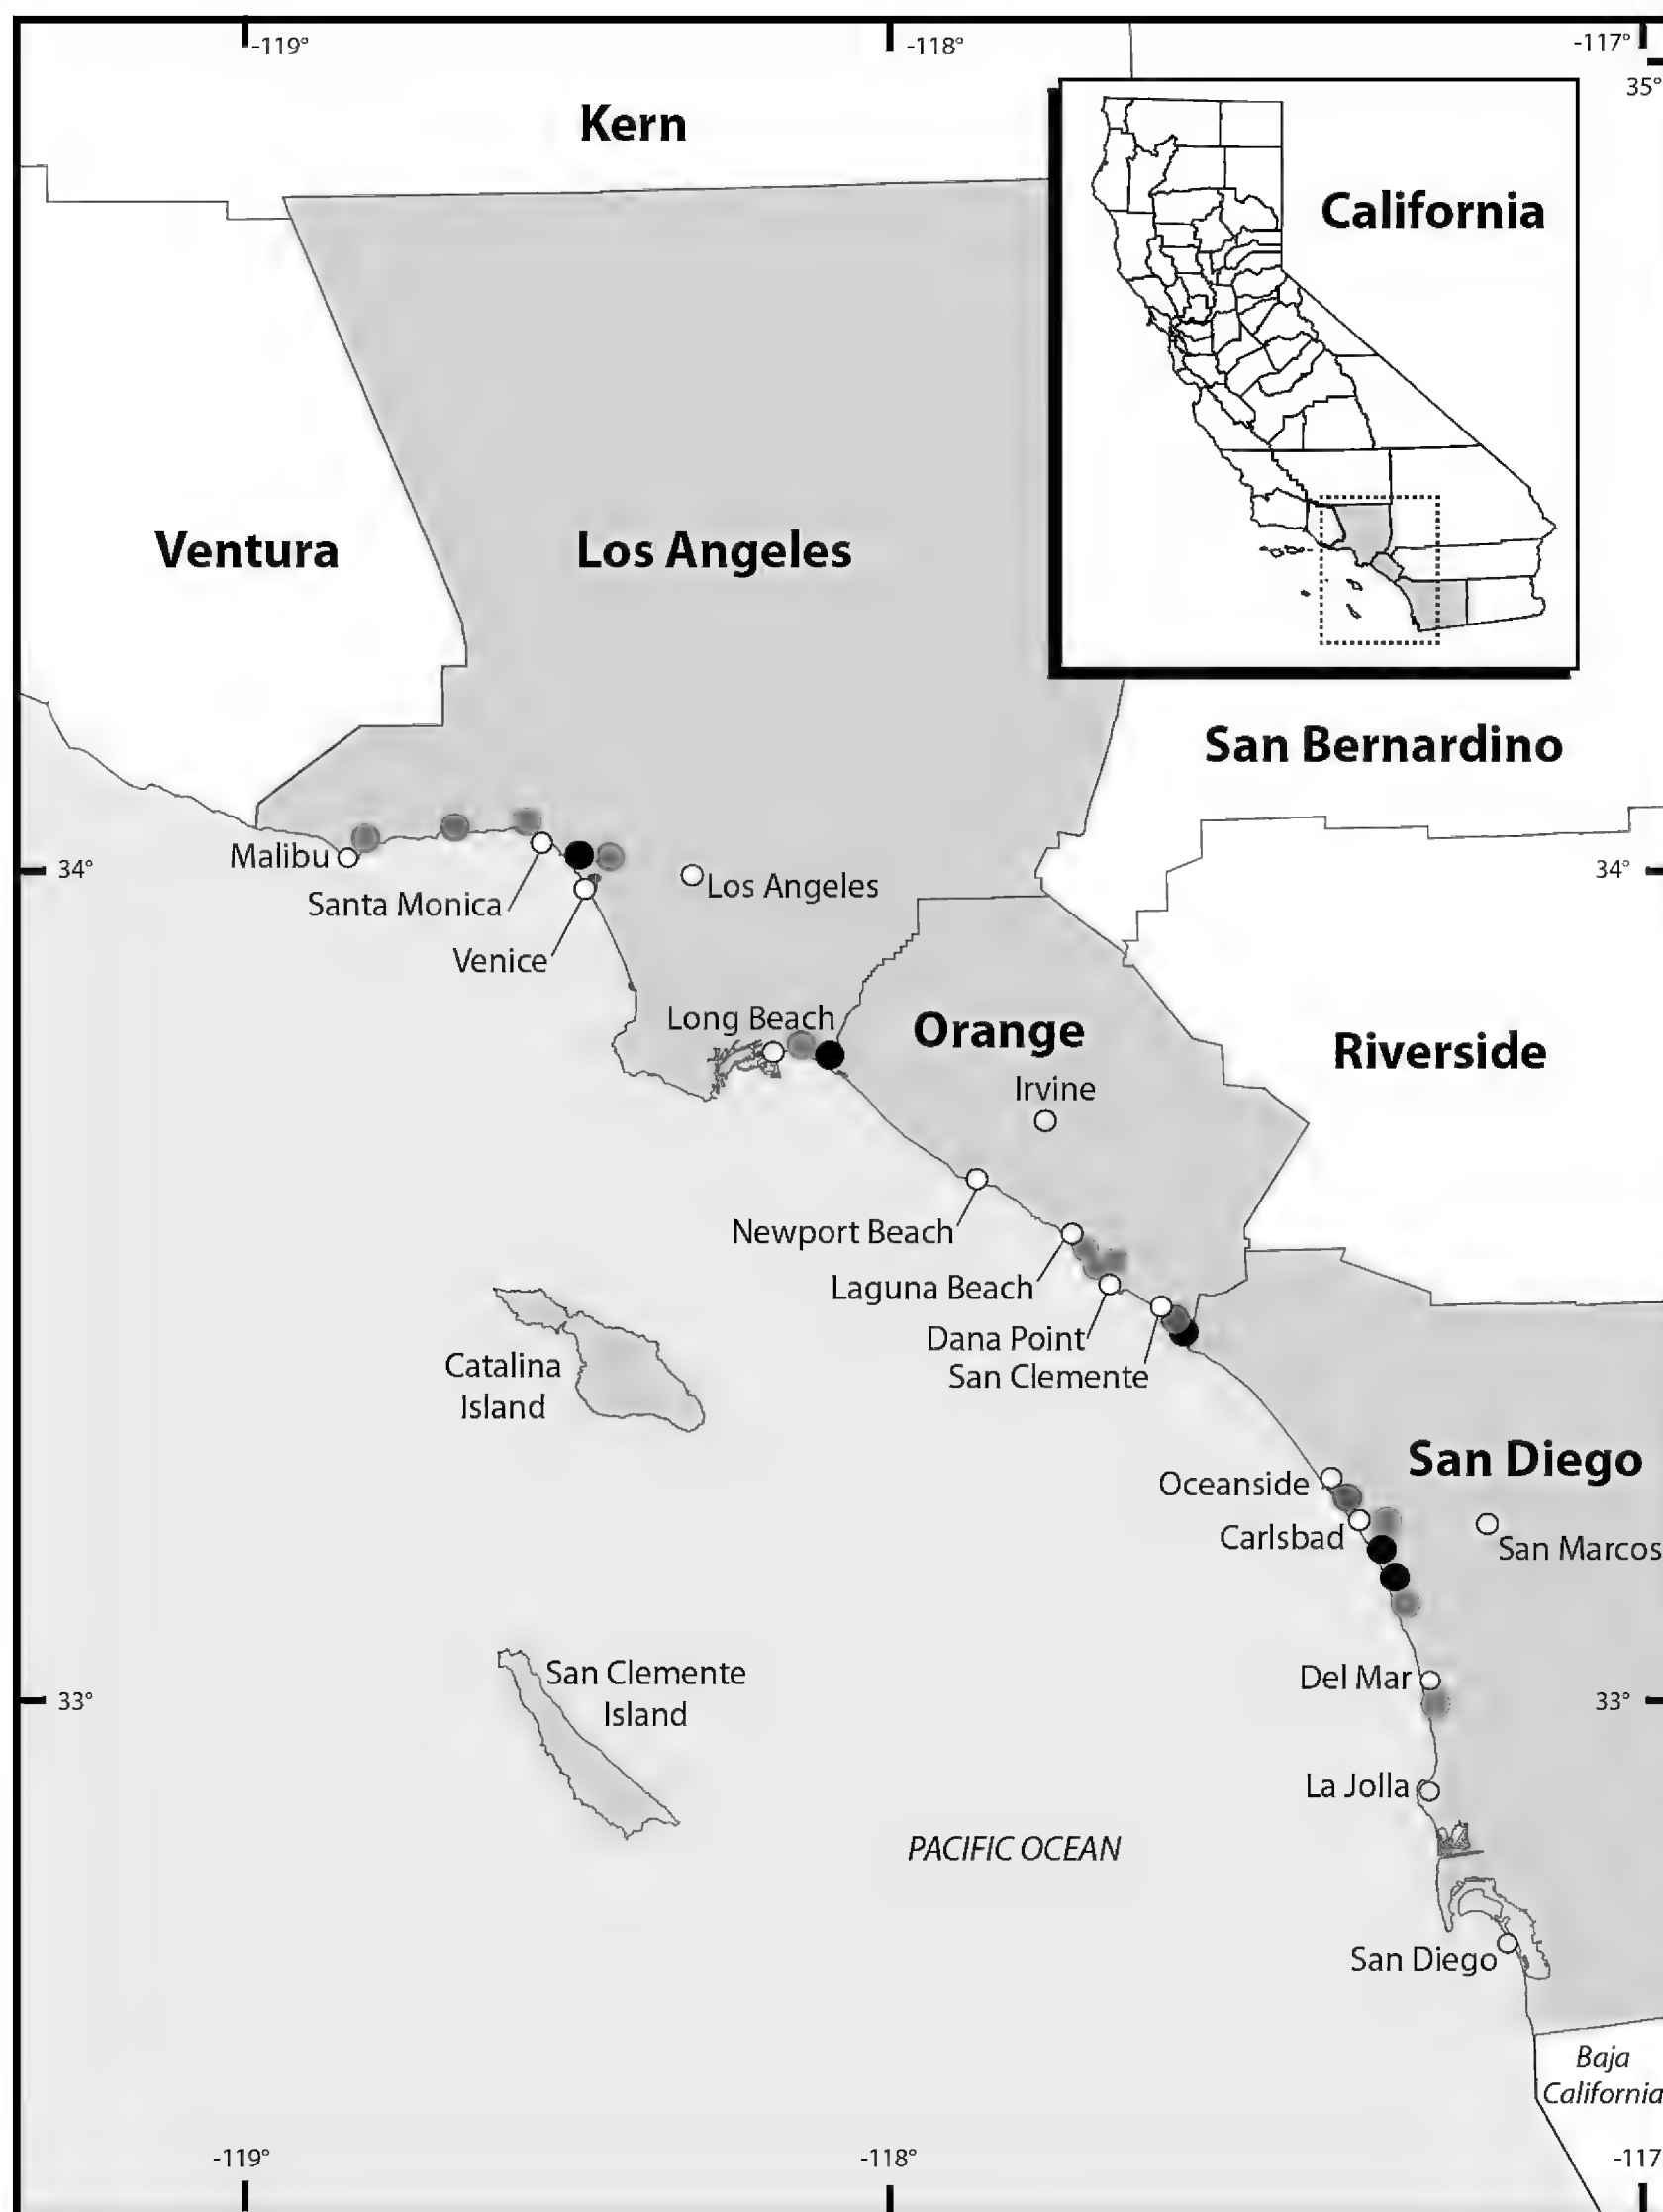 -119°
-118°
-117°
35°
Kern
California
Ventura
Los Angeles
San Bernardino
Malibu
34°
34°
Santa Monica
Los Angeles
Venice
Long Beach
Orange
Riverside
Irvine
Newport Beach
Laguna Beach
Dana Point
San Clemente
Catalina
Island
San Diego
Oceanside
Carlsbad
San Marcos
San Clemente
Island
Del Mar
33°
33°
La Jolla
PACIFIC OCEAN
San Diego
Baja
California
-119°
-118°
-117